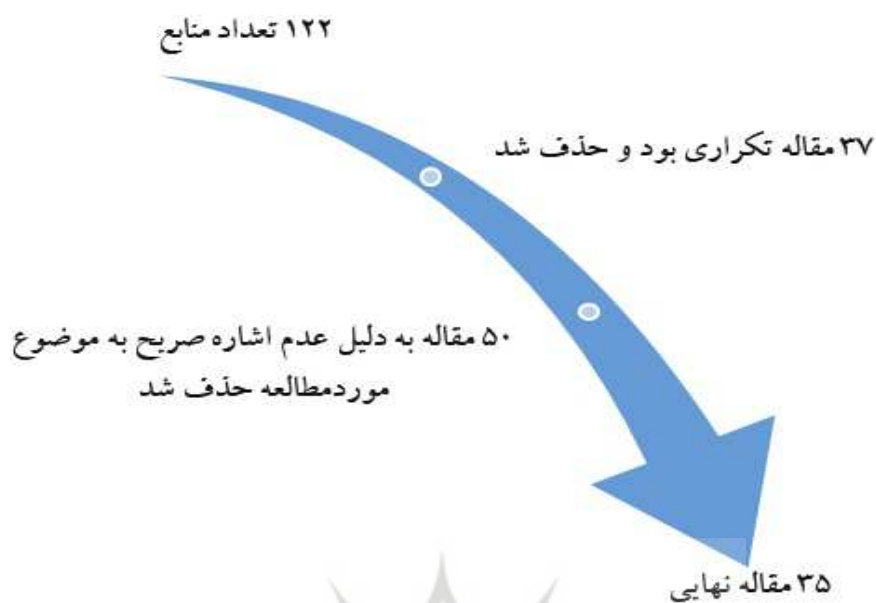 ۱۲۲ تعداد منابع
۳۷ مقاله تکراری بود و حذف شد
۵۰ مقاله به دلیل عدم اشاره صریح به موضوع
موردمطالعه حذف شد
۳۵ مقاله نهایی